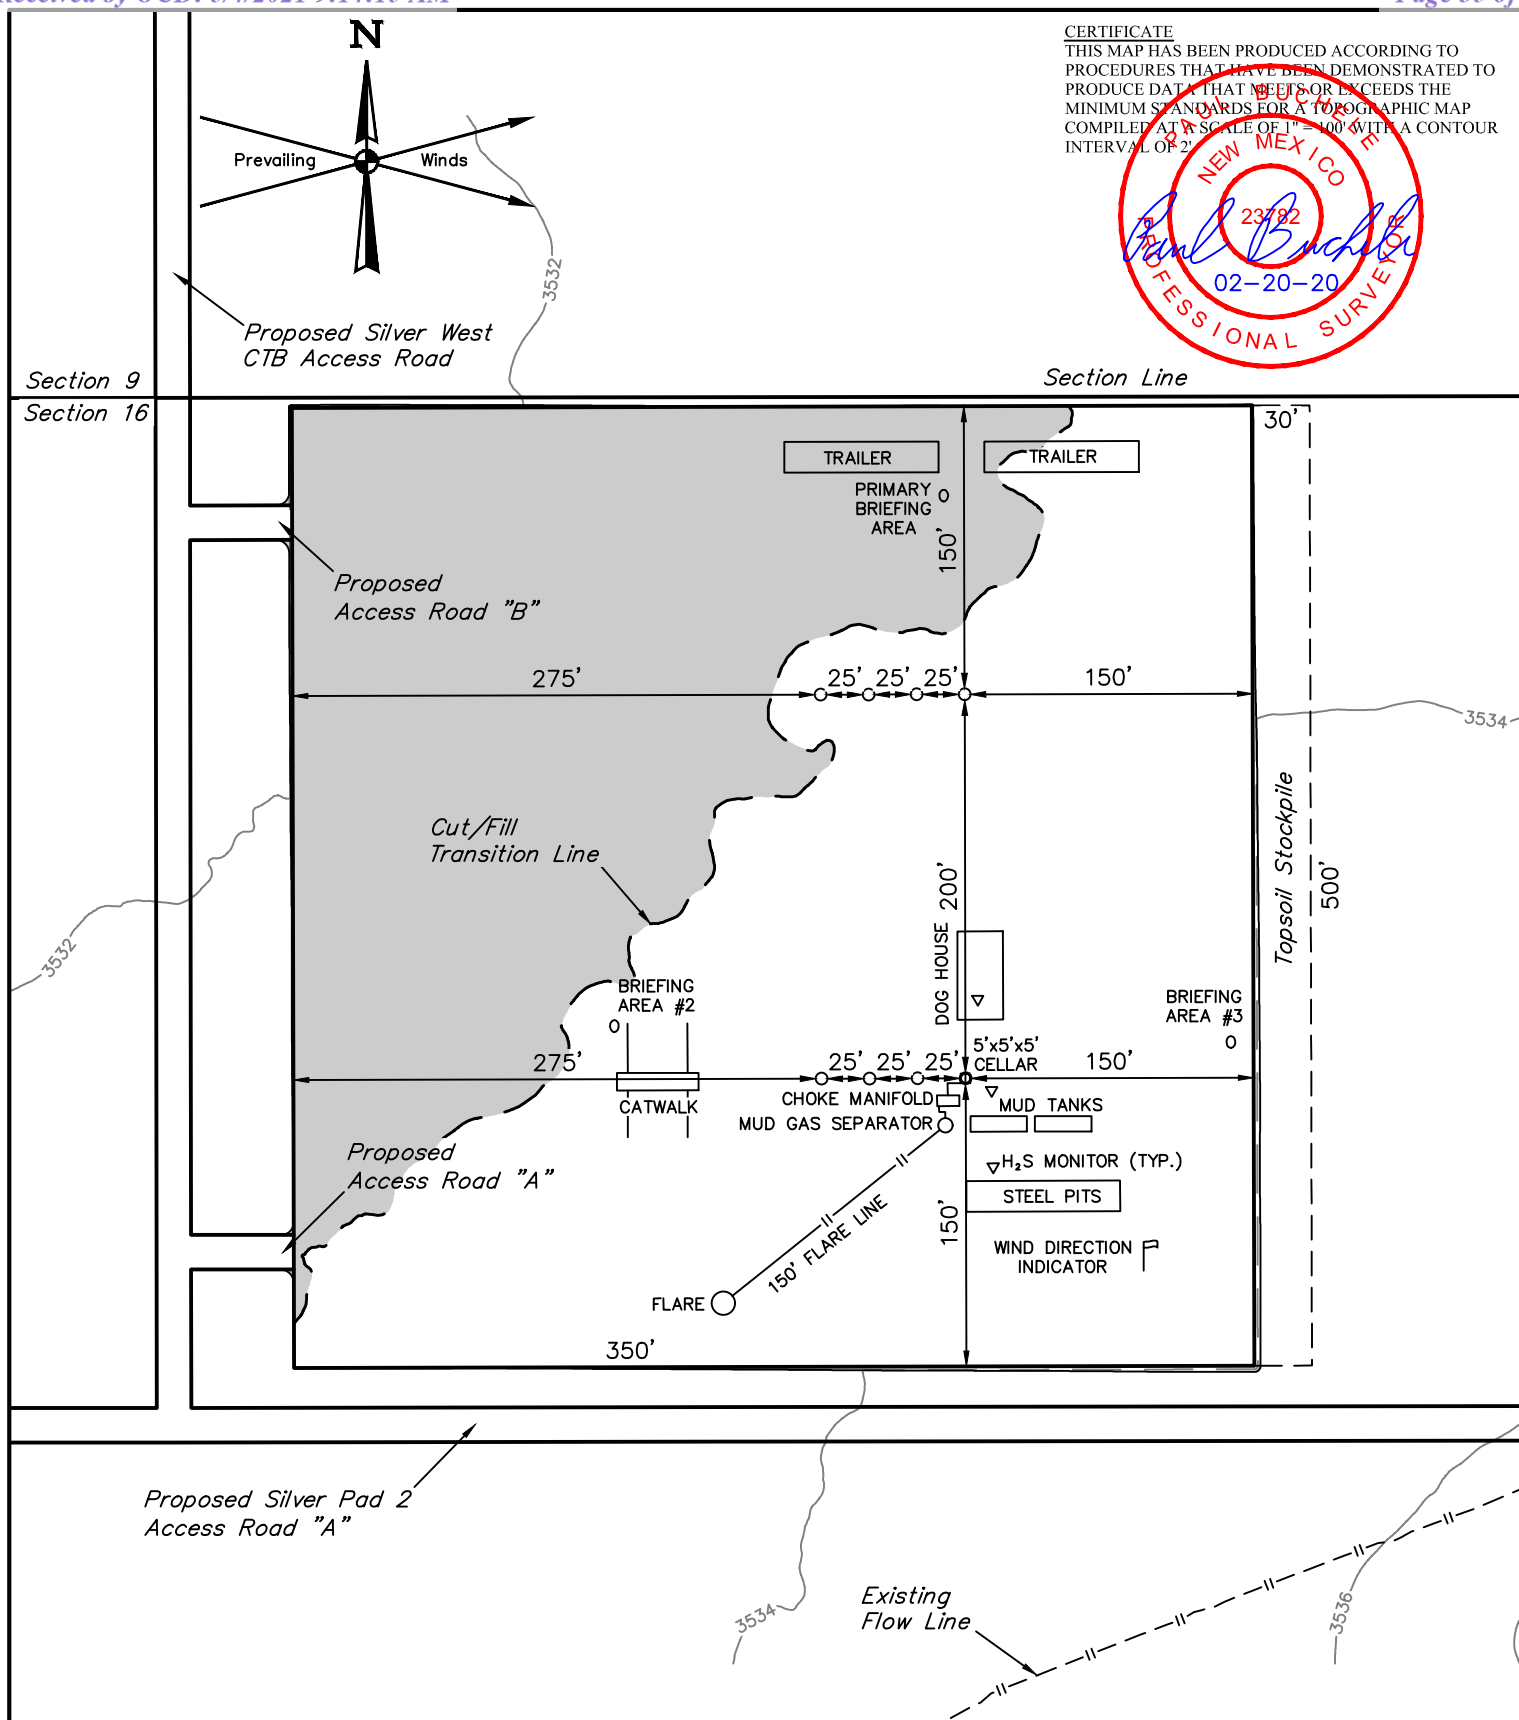 N
Prevailing Winds
CERTIFICATE
THIS MAP HAS BEEN PRODUCED ACCORDING TO
PROCEDURES THAT HAVE BEEN DEMONSTRATED TO
PRODUCE DATA THAT MEETS OR EXCEEDS THE
MINIMUM STANDARDS FOR A TOPOGRAPHIC MAP
COMPILED AT A SCALE OF 1" = 100' WITH A CONTOUR
INTERVAL OF 2'.
PAUL BUCHELE
NEW MEXICO
23782
Paul Buchele
02-20-20
PROFESSIONAL SURVEYOR
3532
Proposed Silver West
CTB Access Road
Section 9
Section 16
Section Line
30'
TRAILER
TRAILER
PRIMARY
BRIEFING
AREA
150'
Proposed
Access Road "B"
275'
25'
25'
25'
150'
3534
Cut/Fill
Transition Line
Topsoil Stockpile
500'
200'
DOG HOUSE
3532
BRIEFING
AREA #2
BRIEFING
AREA #3
5'x5'x5'
CELLAR
275'
25'
25'
25'
150'
CATWALK
CHOKE MANIFOLD
MUD GAS SEPARATOR
MUD TANKS
H₂S MONITOR (TYP.)
STEEL PITS
150'
WIND DIRECTION
INDICATOR
Proposed
Access Road "A"
150' FLARE LINE
FLARE
350'
Proposed Silver Pad 2
Access Road "A"
3534
Existing
Flow Line
3536